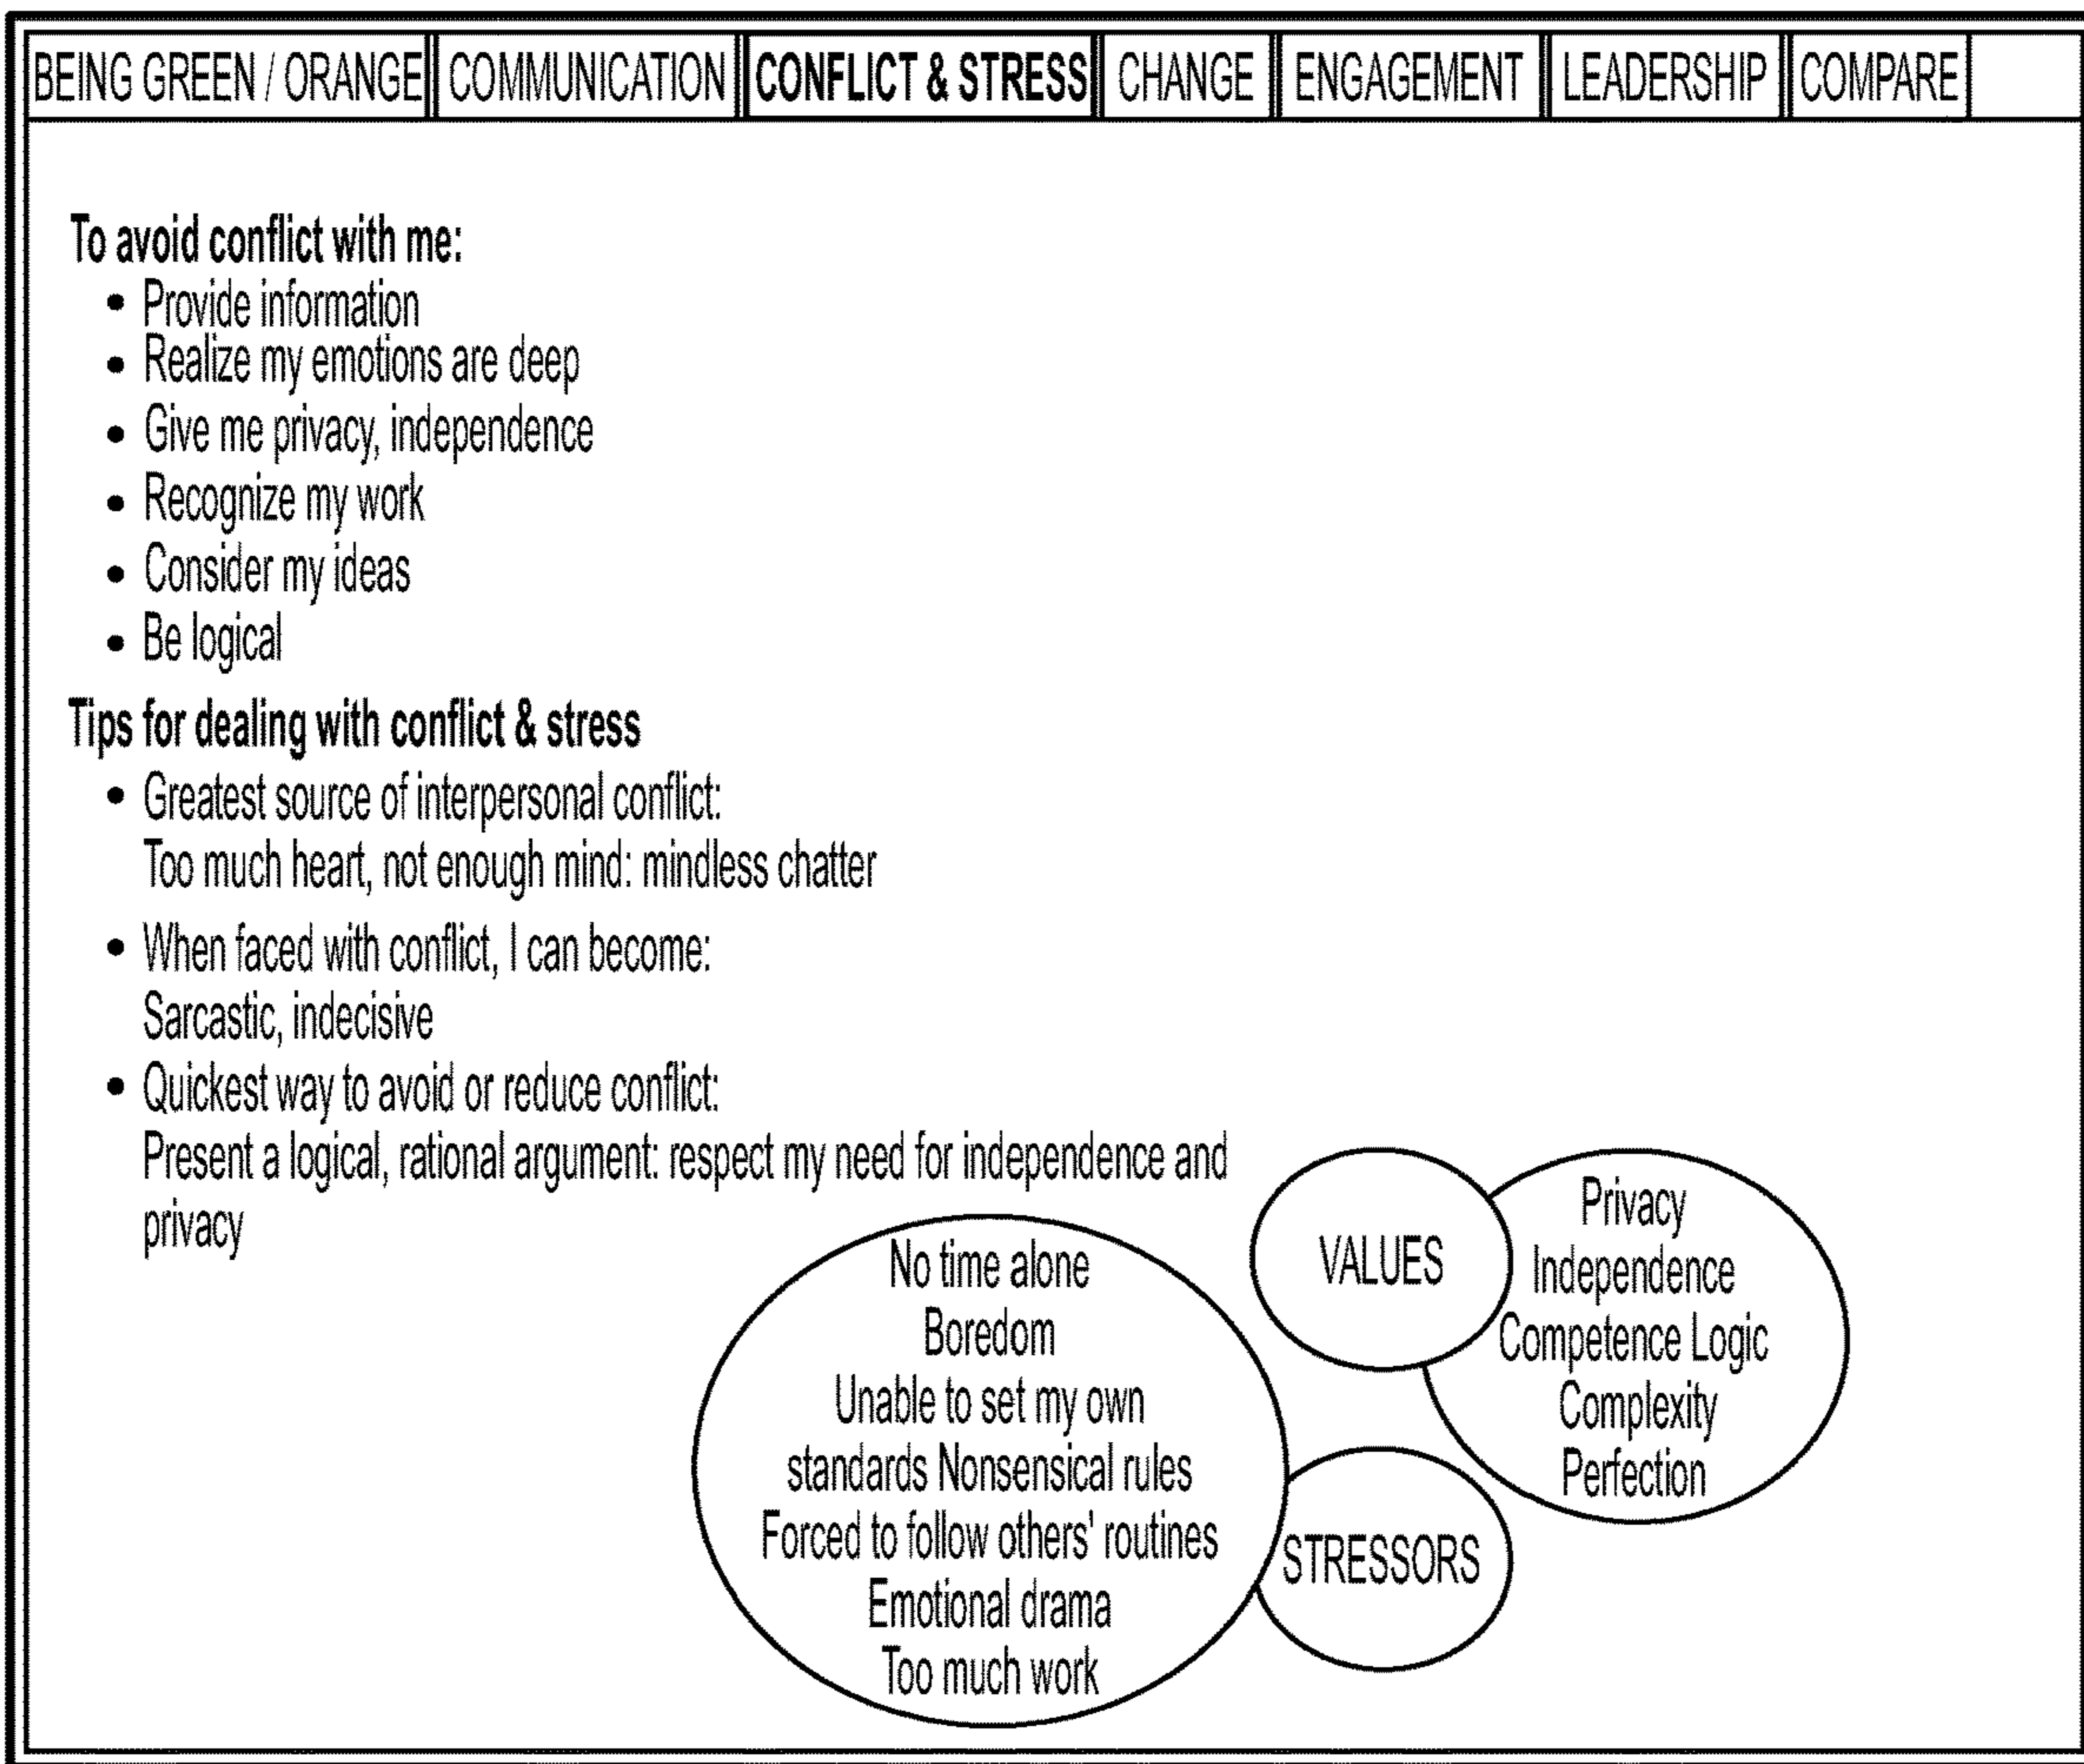 BEING GREEN / ORANGE COMMUNICATION CONFLICT & STRESS CHANGE ENGAGEMENT LEADERSHIP COMPARE
To avoid conflict with me:
• Provide information
• Realize my emotions are deep
• Give me privacy, independence
• Recognize my work
• Consider my ideas
• Be logical
Tips for dealing with conflict & stress
• Greatest source of interpersonal conflict:
Too much heart, not enough mind: mindless chatter
• When faced with conflict, I can become:
Sarcastic, indecisive
• Quickest way to avoid or reduce conflict:
Present a logical, rational argument: respect my need for independence and
privacy
No time alone
Boredom
Unable to set my own
standards Nonsensical rules
Forced to follow others' routines
Emotional drama
Too much work
VALUES
Privacy
Independence
Competence Logic
Complexity
Perfection
STRESSORS